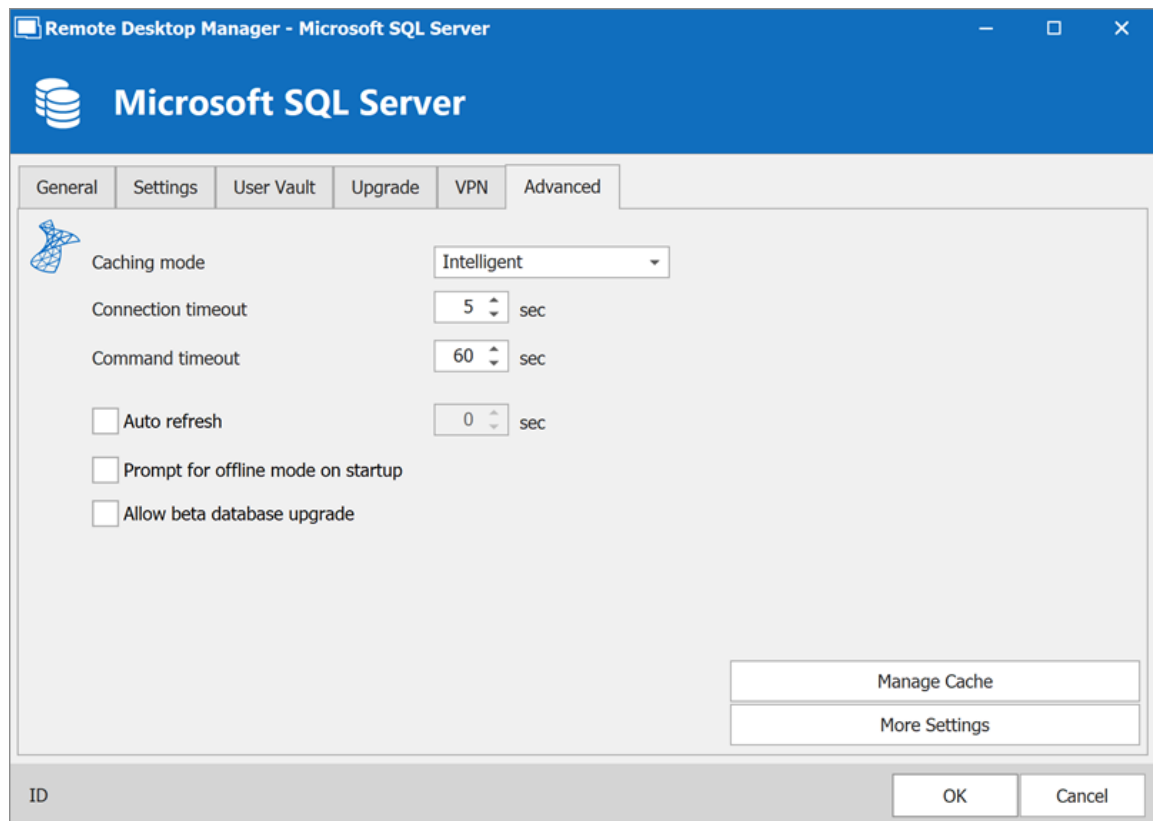 Remote Desktop Manager - Microsoft SQL Server
Microsoft SQL Server
General Settings User Vault Upgrade VPN Advanced
Caching mode Intelligent
Connection timeout 5 sec
Command timeout 60 sec
Auto refresh 0 sec
Prompt for offline mode on startup
Allow beta database upgrade
Manage Cache
More Settings
ID OK Cancel